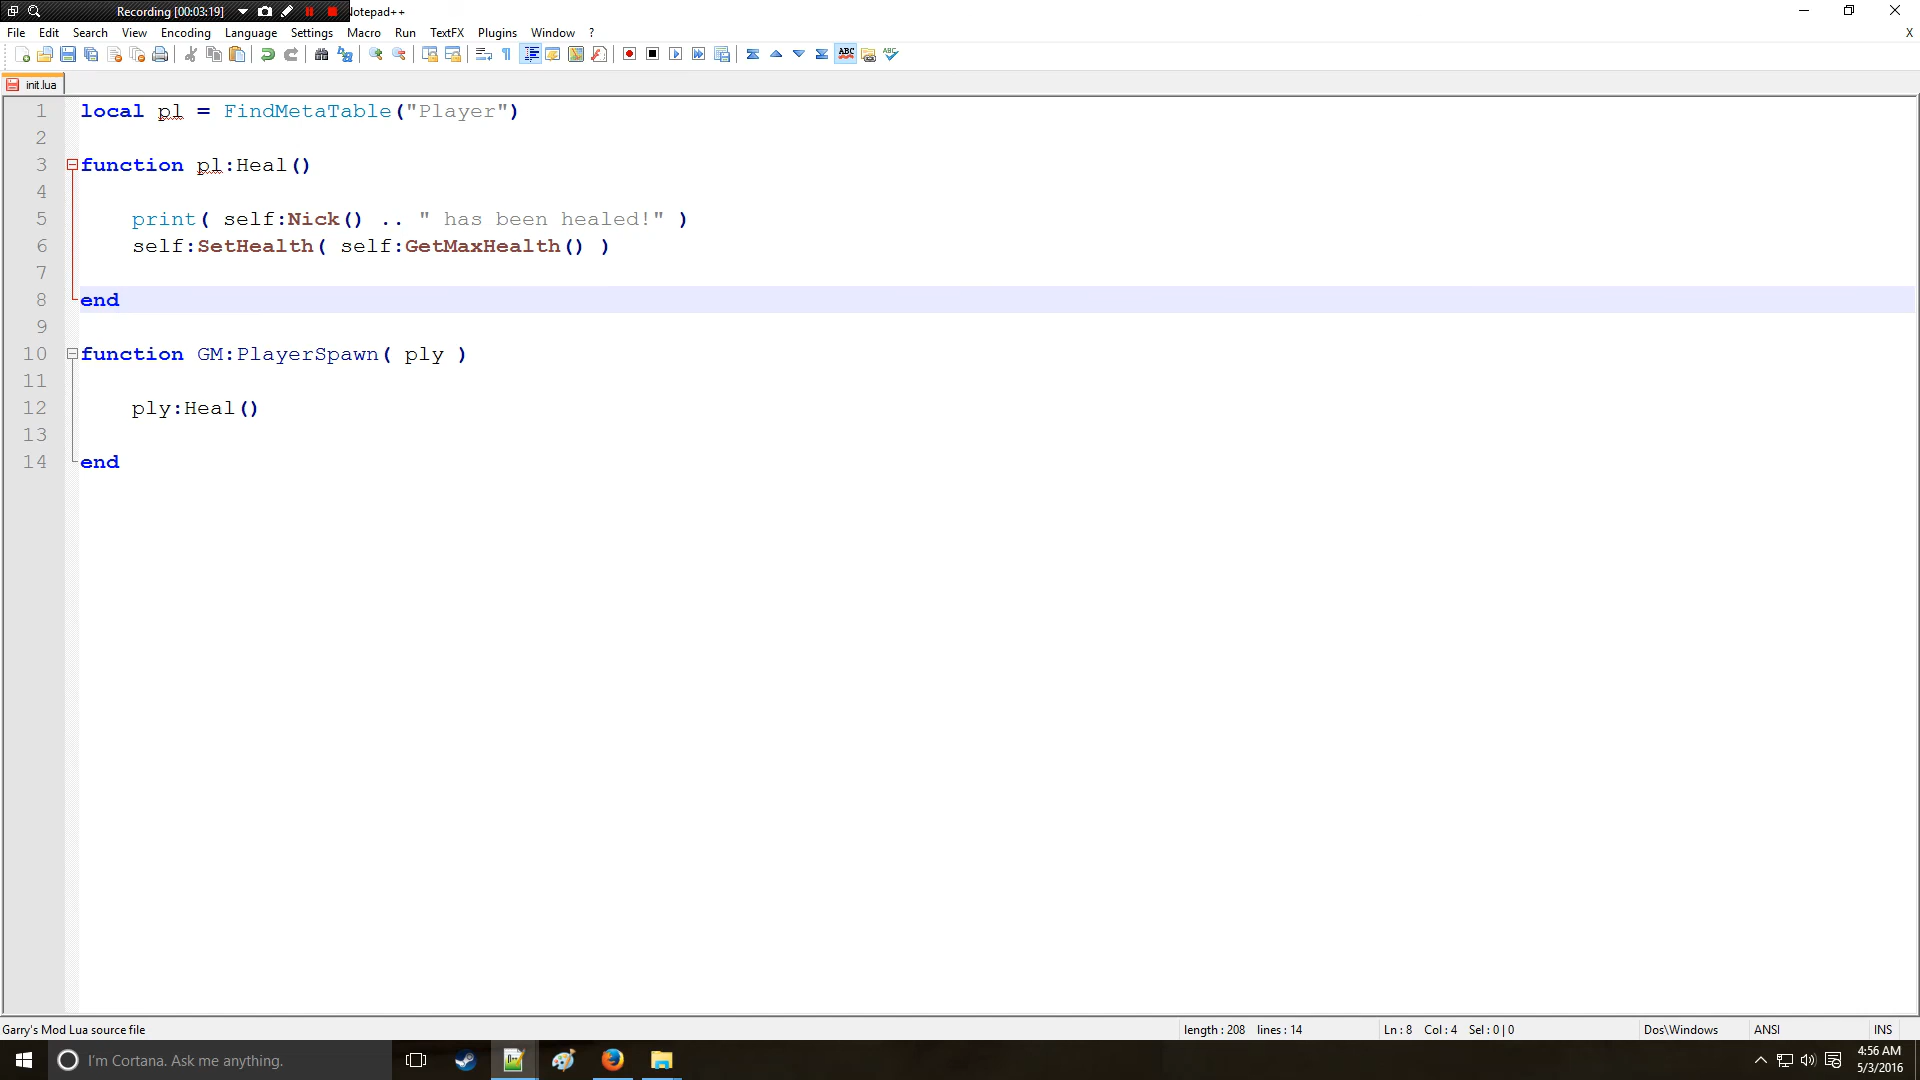 Recording [00:03:19] Notepad++
File Edit Search View Encoding Language Settings Macro Run TextFX Plugins Window ? X
init.lua
1 local pl = FindMetaTable("Player")
2
3 function pl:Heal()
4
5 print( self:Nick() .. " has been healed!" )
6 self:SetHealth( self:GetMaxHealth() )
7
8 end
9
10 function GM:PlayerSpawn( ply )
11
12 ply:Heal()
13
14 end
Garry's Mod Lua source file length : 208 lines : 14 Ln : 8 Col : 4 Sel : 0 | 0 Dos\Windows ANSI INS
I'm Cortana. Ask me anything. 4:56 AM
5/3/2016